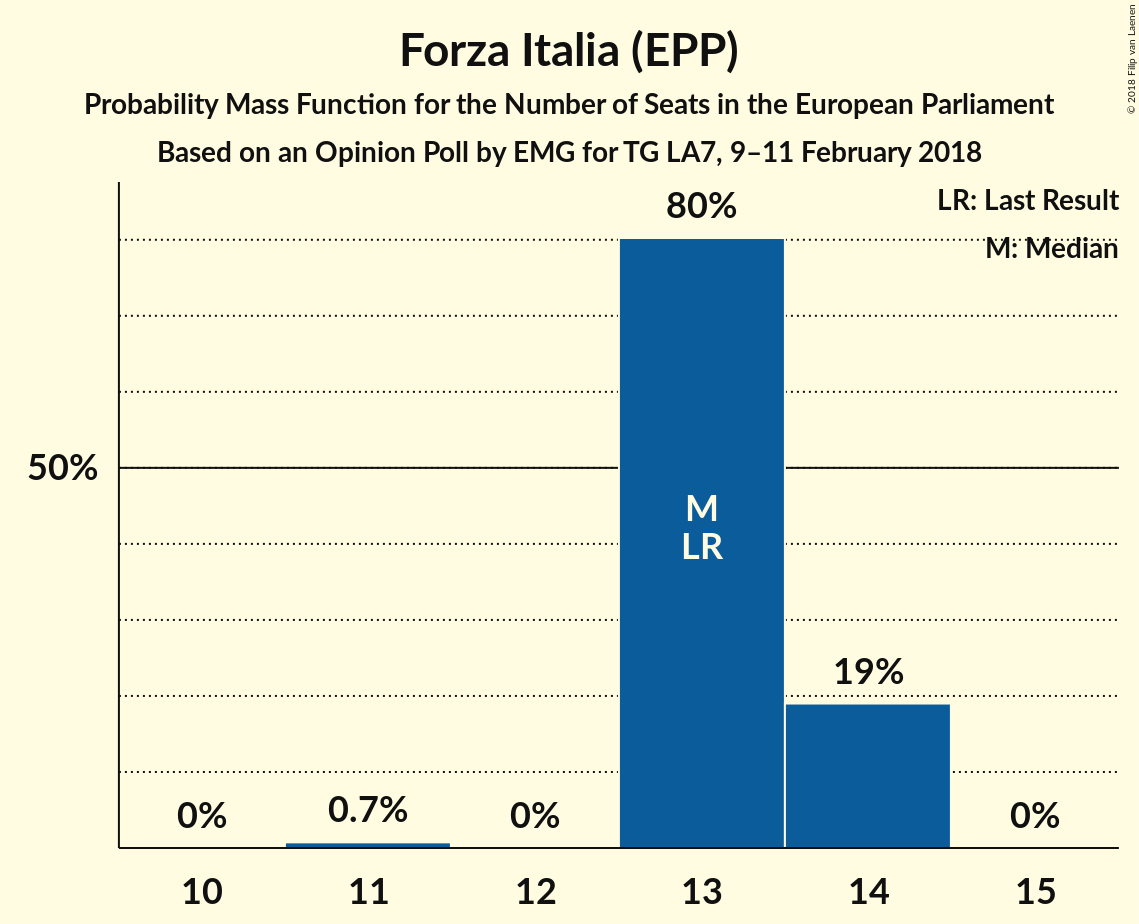 Forza Italia (EPP)
Probability Mass Function for the Number of Seats in the European Parliament
Based on an Opinion Poll by EMG for TG LA7, 9–11 February 2018
© 2018 Filip van Laenen
LR: Last Result
M: Median
80%
50%
M
LR
19%
0%
0.7%
0%
0%
10
11
12
13
14
15